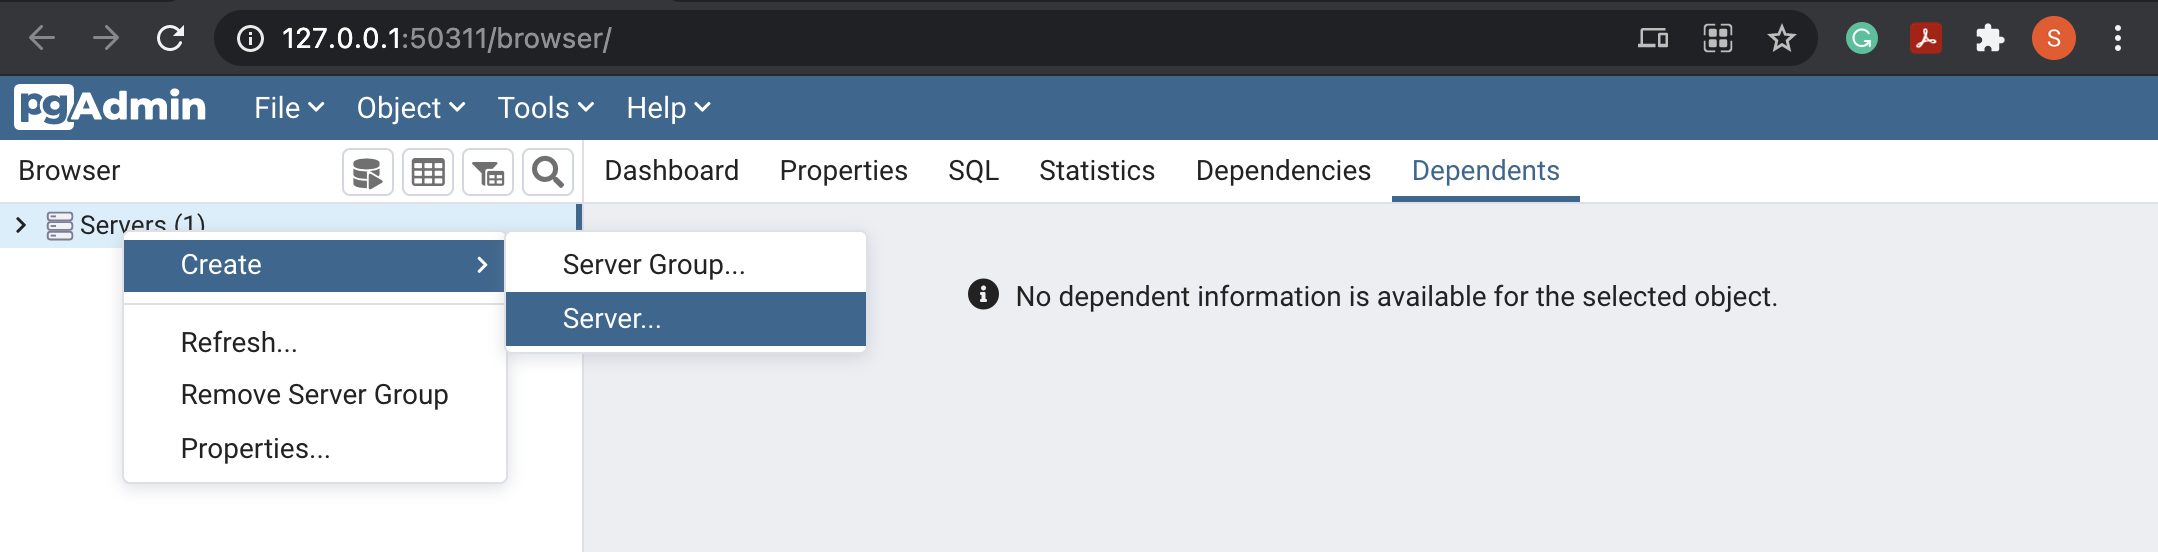 127.0.0.1:50311/browser/
S
pgAdmin
File
Object
Tools
Help
Browser
Dashboard
Properties
SQL
Statistics
Dependencies
Dependents
Servers (1)
Create
Server Group...
Server...
Refresh...
Remove Server Group
Properties...
No dependent information is available for the selected object.